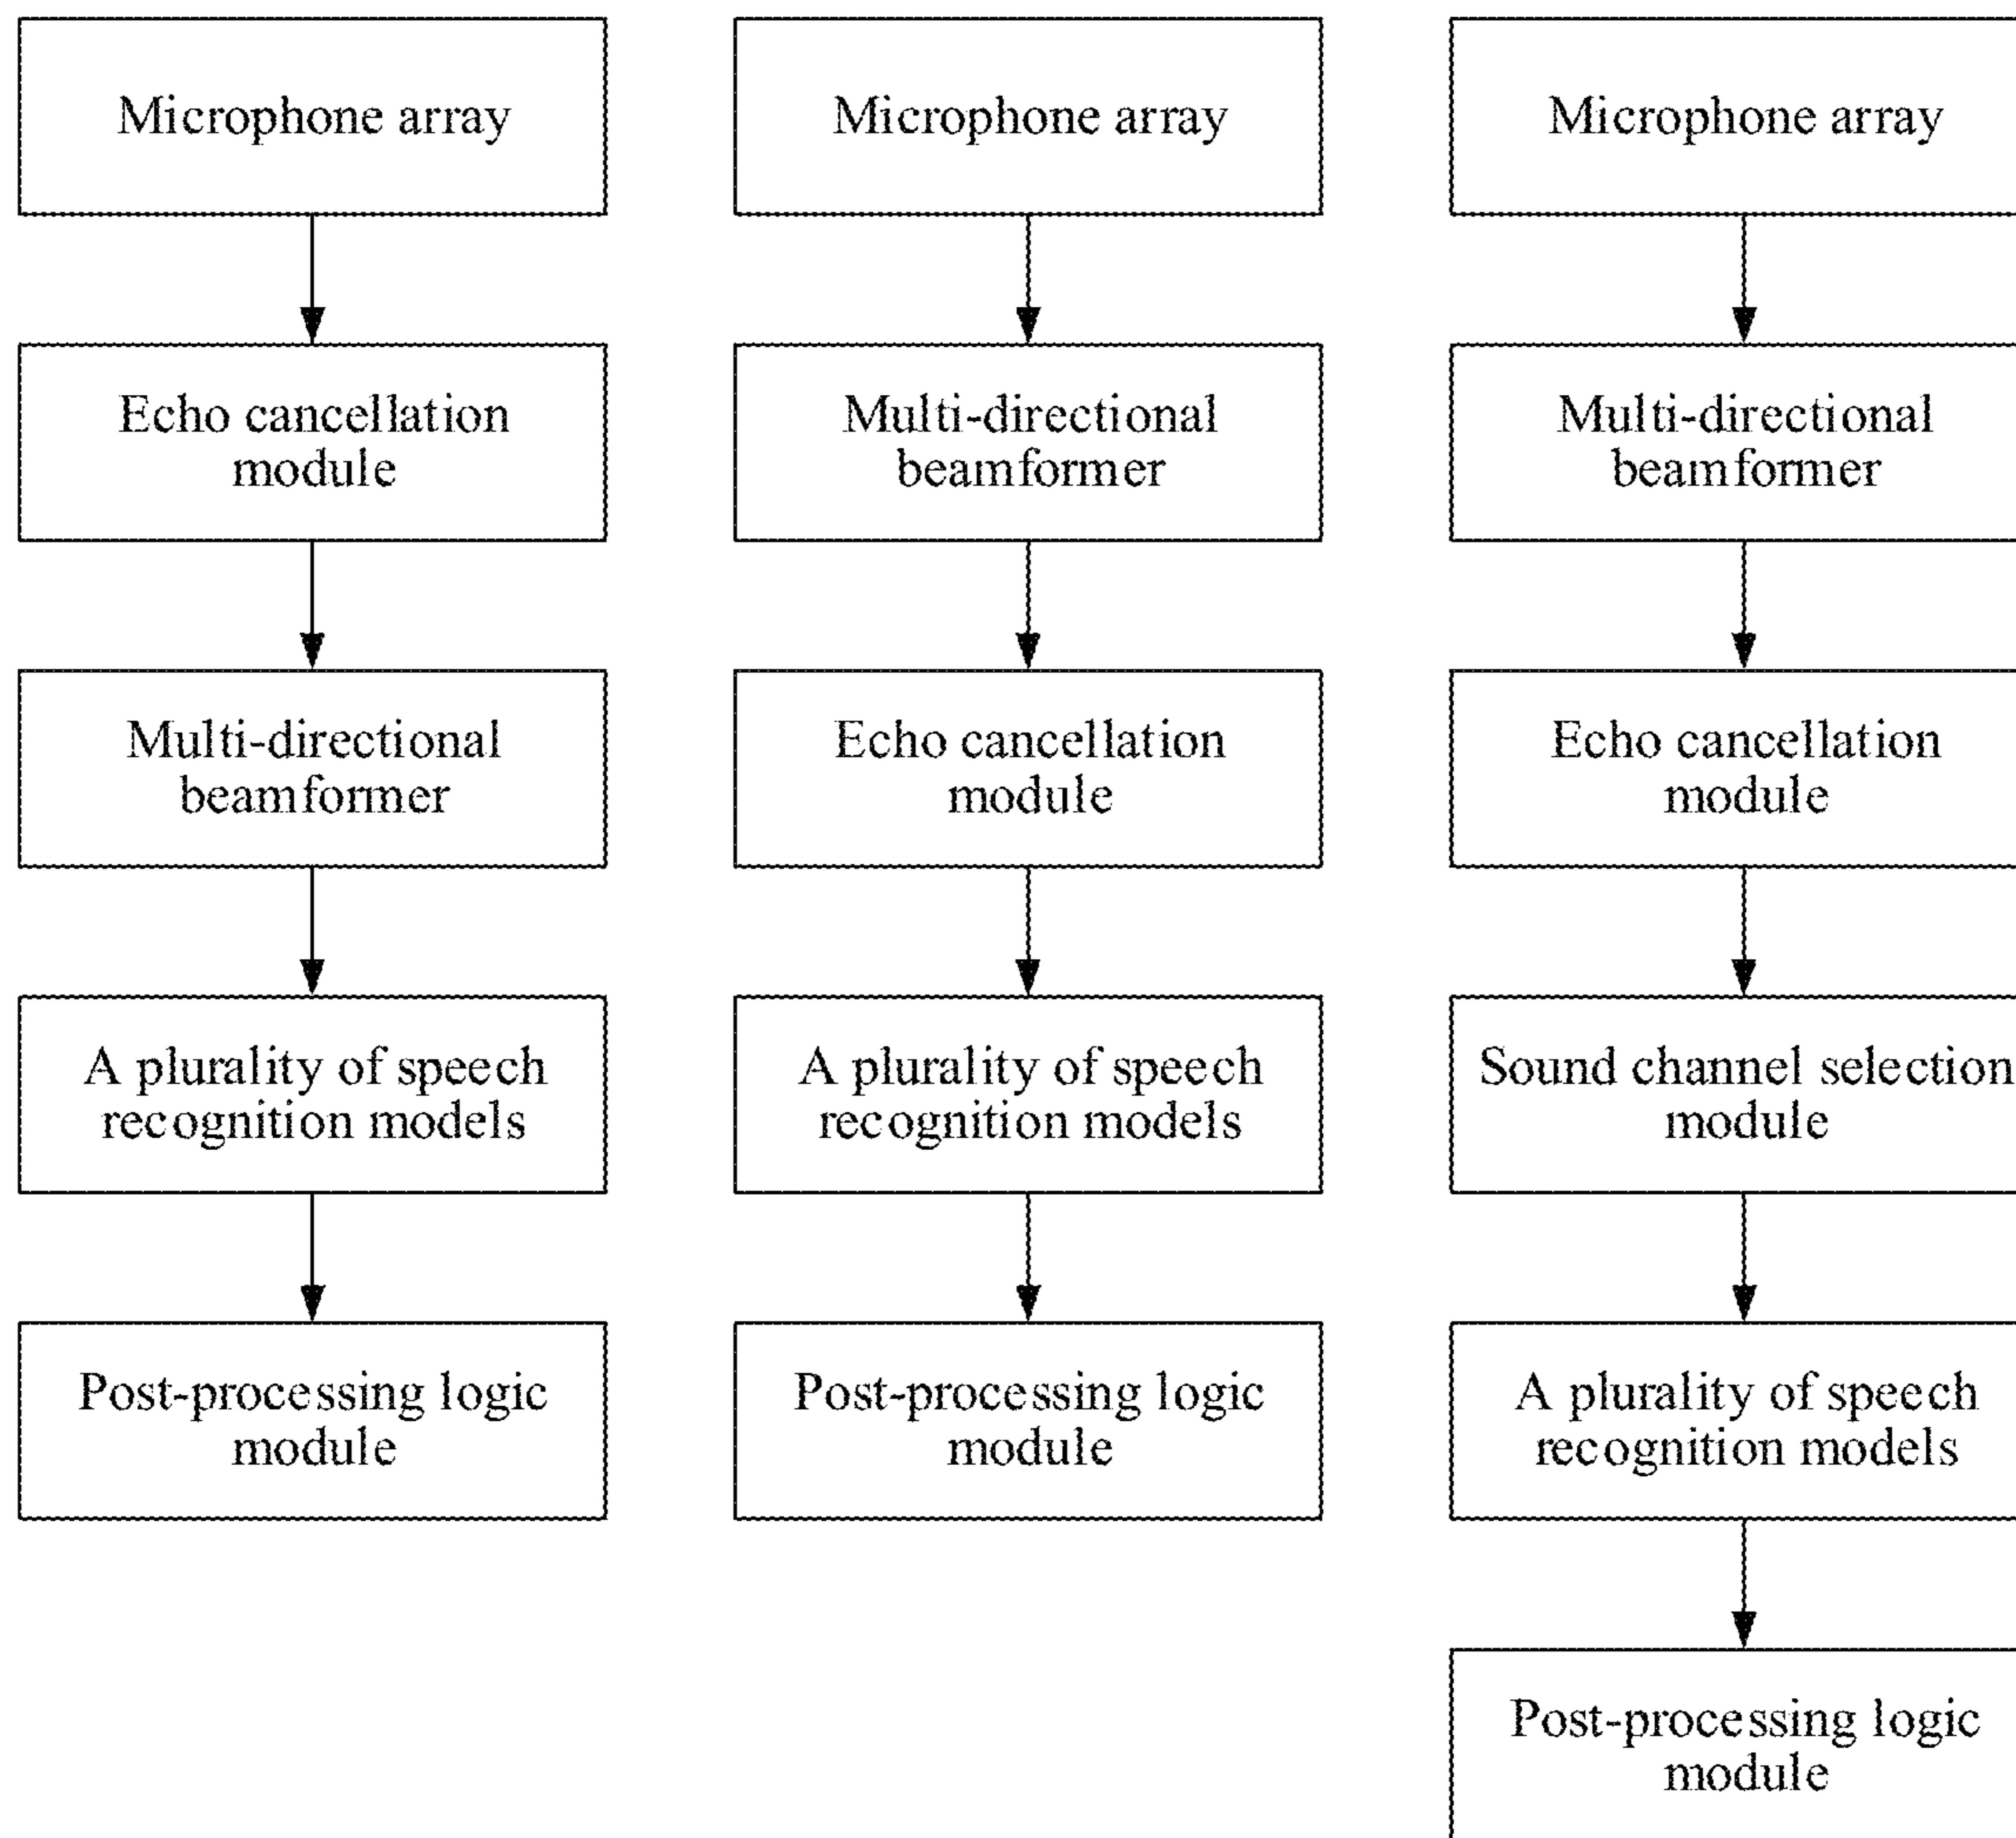 Microphone array
Echo cancellation
module
Multi-directional
beamformer
A plurality of speech
recognition models
Post-processing logic
module
Microphone array
Multi-directional
beamformer
Echo cancellation
module
A plurality of speech
recognition models
Post-processing logic
module
Microphone array
Multi-directional
beamformer
Echo cancellation
module
Sound channel selection
module
A plurality of speech
recognition models
Post-processing logic
module